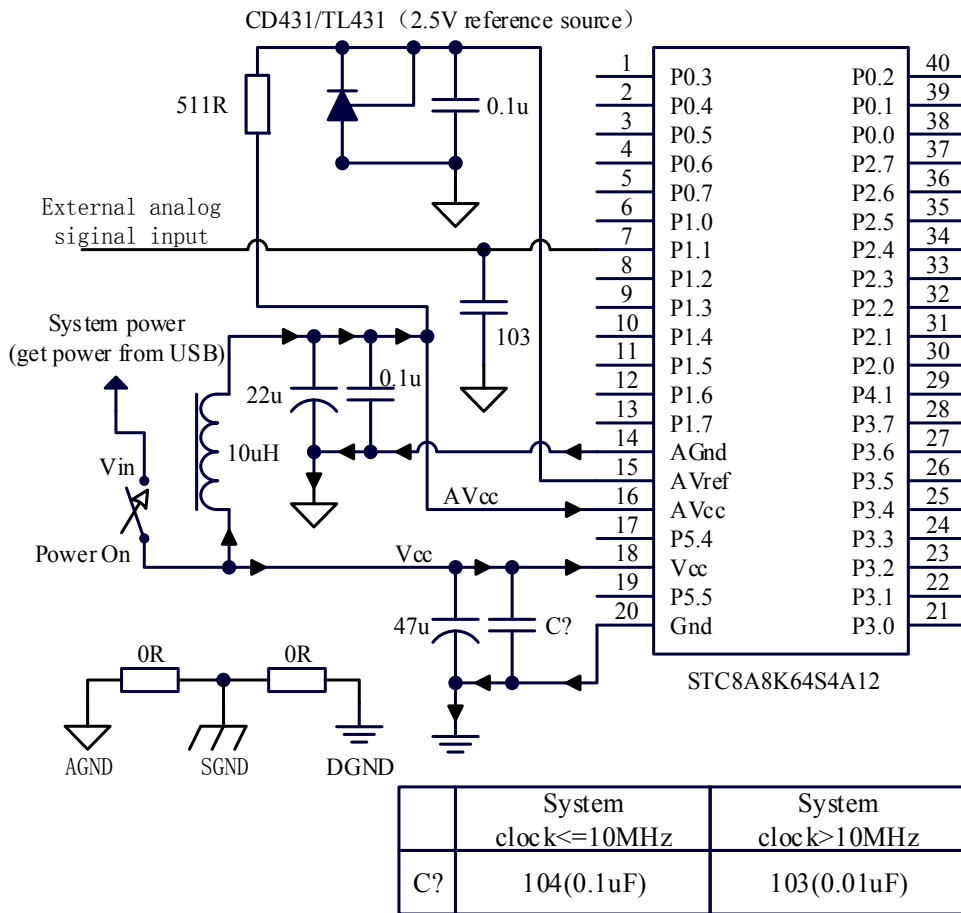 CD431/TL431（2.5V reference source）
511R
0.1u
External analog
siginal input
103
System power
(get power from USB)
22u
0.1u
10uH
Vin
Power On
AVcc
Vcc
47u
C?
1 P0.3 P0.2 40
2 P0.4 P0.1 39
3 P0.5 P0.0 38
4 P0.6 P2.7 37
5 P0.7 P2.6 36
6 P1.0 P2.5 35
7 P1.1 P2.4 34
8 P1.2 P2.3 33
9 P1.3 P2.2 32
10 P1.4 P2.1 31
11 P1.5 P2.0 30
12 P1.6 P4.1 29
13 P1.7 P3.7 28
14 AGnd P3.6 27
15 AVref P3.5 26
16 AVcc P3.4 25
17 P5.4 P3.3 24
18 Vcc P3.2 23
19 P5.5 P3.1 22
20 Gnd P3.0 21
STC8A8K64S4A12
0R 0R
AGND SGND DGND
System System
clock<=10MHz clock>10MHz
C? 104(0.1uF) 103(0.01uF)